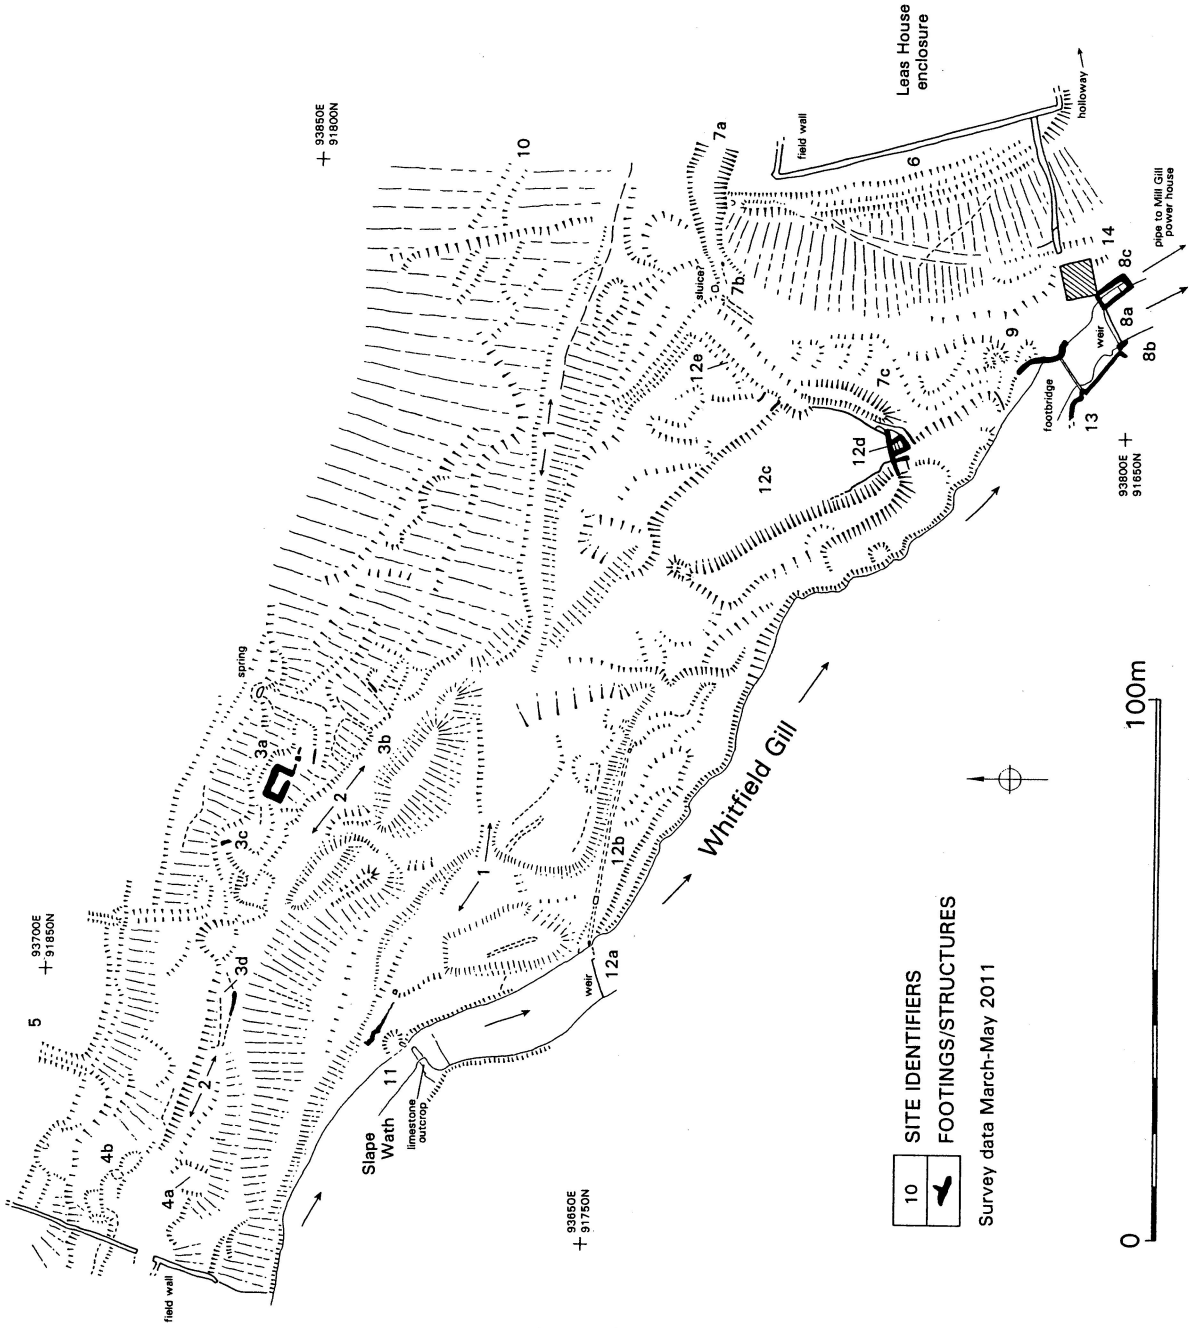 5
93700E
91850N
4b
4a
field wall
2
3d
3c
3a
spring
2
3b
93850E
91800N
10
1
Slape
Wath
11
limestone
outcrop
1
weir
12a
12b
93650E
91750N
Whitfield Gill
sluice?
7a
7b
12e
12c
12d
7c
field wall
Leas House
enclosure
6
holloway
9
14
8c
8a
8b
weir
footbridge
13
pipe to Mill Gill
power house
93800E
91650N
10 SITE IDENTIFIERS
FOOTINGS/STRUCTURES
Survey data March-May 2011
0
100m